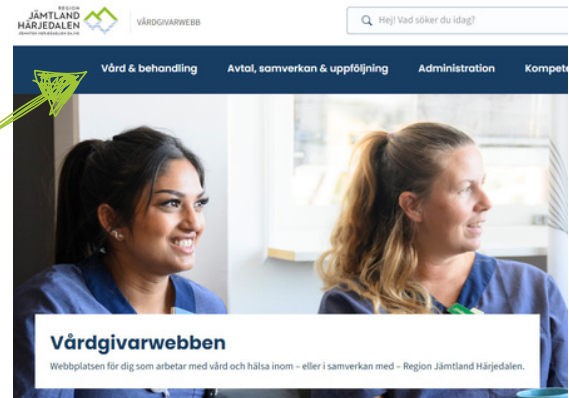 REGION
JÄMTLAND
HÄRJEDALEN
VÅRDGIVARWEBB
Hej! Vad söker du idag?
Vård & behandling
Avtal, samverkan & uppföljning
Administration
Kompete
Vårdgivarwebben
Webbplatsen för dig som arbetar med vård och hälsa inom – eller i samverkan med – Region Jämtland Härjedalen.